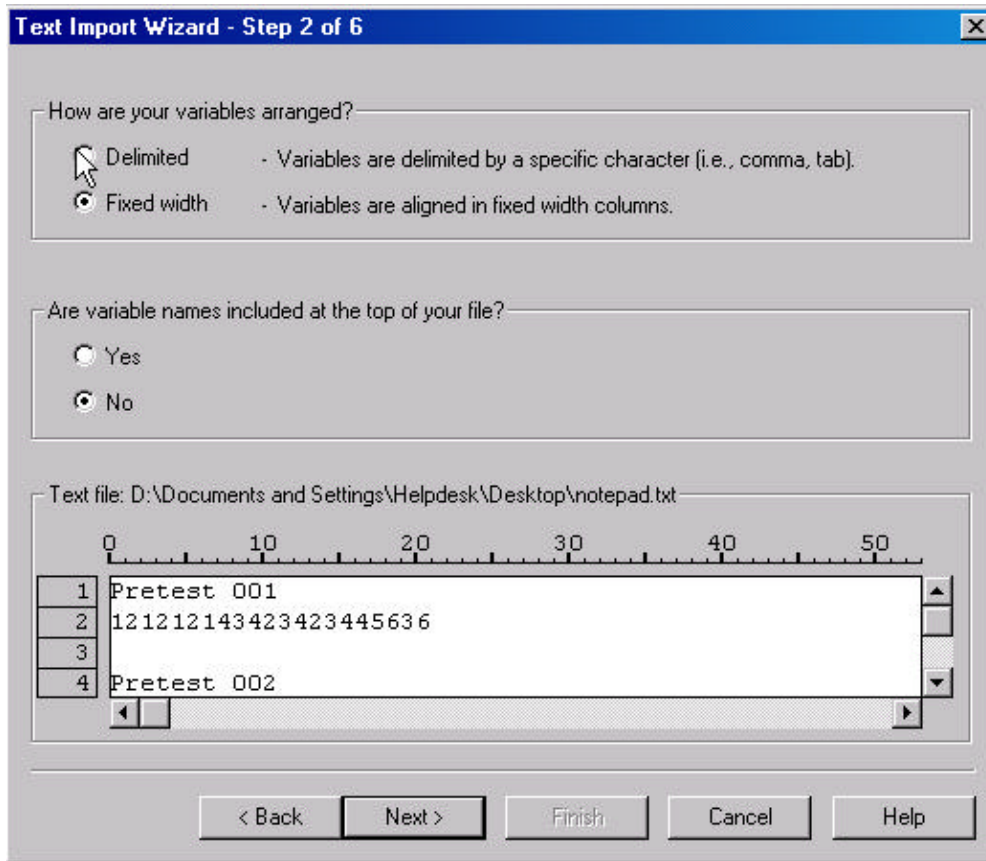 Text Import Wizard - Step 2 of 6
How are your variables arranged?
Delimited - Variables are delimited by a specific character (i.e., comma, tab).
Fixed width - Variables are aligned in fixed width columns.
Are variable names included at the top of your file?
Yes
No
Text file: D:\Documents and Settings\Helpdesk\Desktop\notepad.txt
0 10 20 30 40 50
1 Pretest 001
2 121212143423423445636
3
4 Pretest 002
< Back Next > Finish Cancel Help